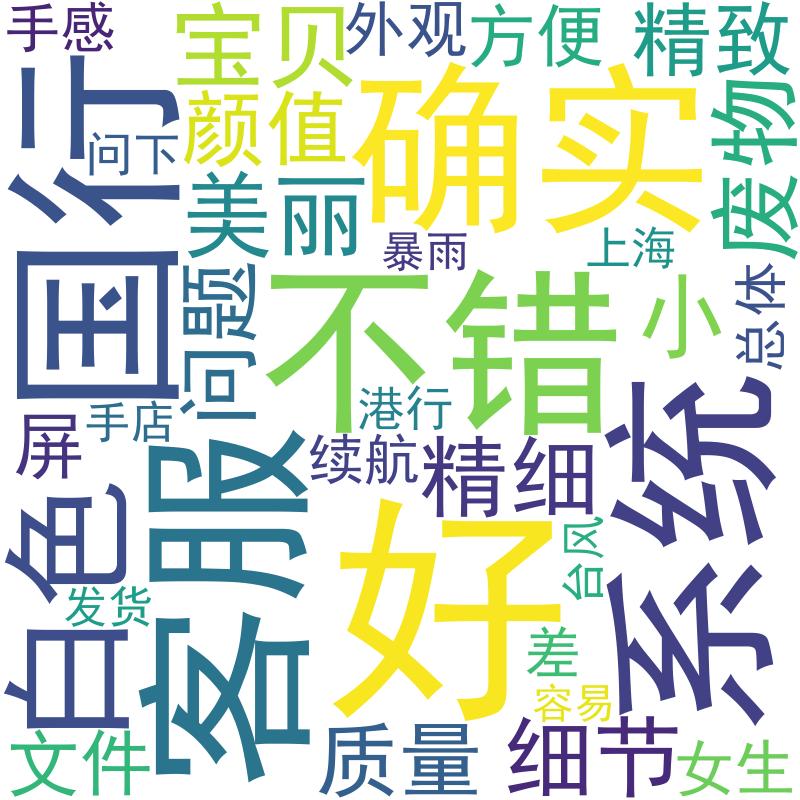 手感
宝贝
外观
方便
精致
国行
问下
颜值
确实
废物
美丽
暴雨
上海
问题
不错
小
总体
屏
手店
港行
续航
精细
系统
白色
客服
好
台风
发货
差
容易
文件
质量
细节
女生